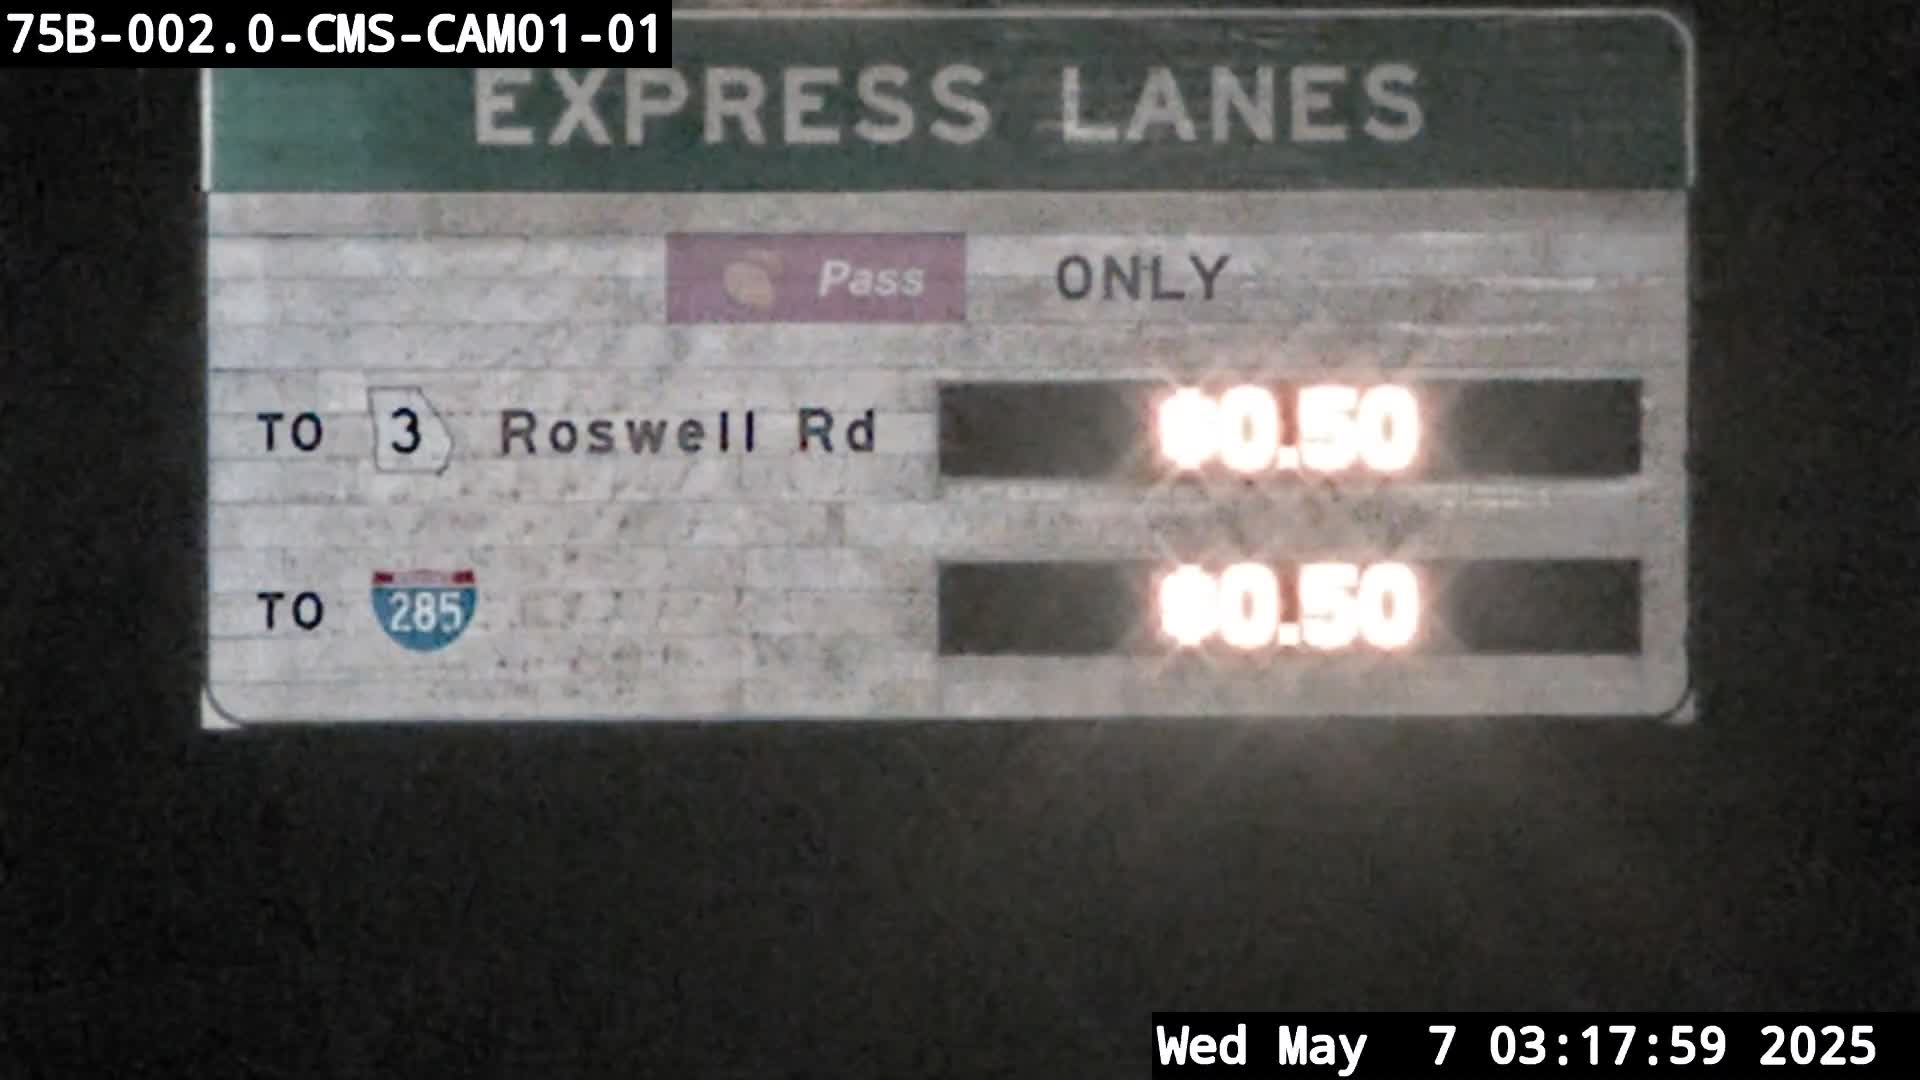 75B-002.0-CMS-CAM01-01
EXPRESS LANES
Pass ONLY
TO 3 Roswell Rd $0.50
TO 285 $0.50
Wed May 7 03:17:59 2025